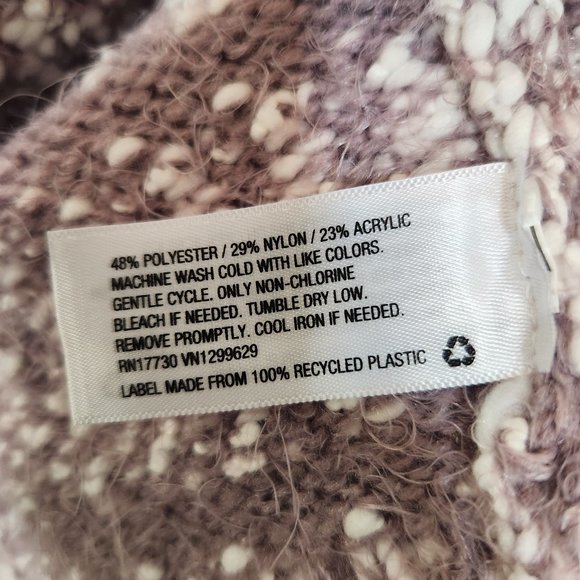 48% POLYESTER / 29% NYLON / 23% ACRYLIC
MACHINE WASH COLD WITH LIKE COLORS.
GENTLE CYCLE. ONLY NON-CHLORINE
BLEACH IF NEEDED. TUMBLE DRY LOW.
REMOVE PROMPTLY. COOL IRON IF NEEDED.
RN17730 VN1299629
LABEL MADE FROM 100% RECYCLED PLASTIC